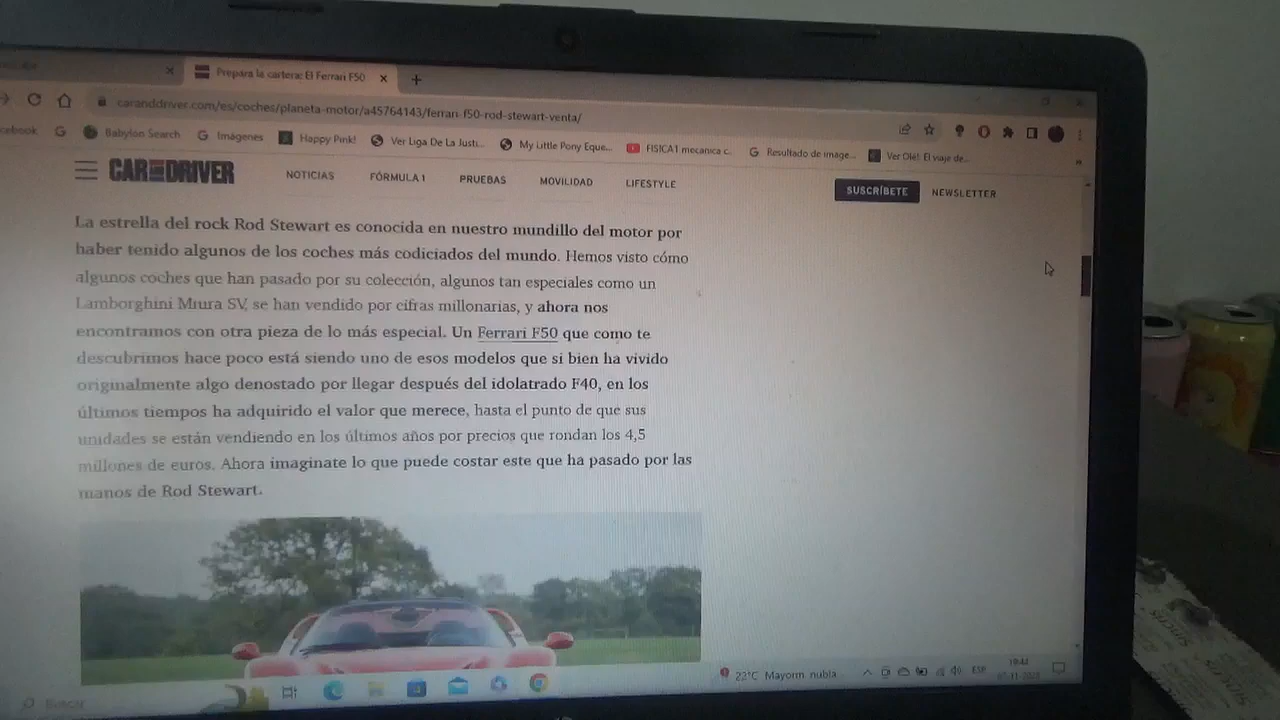 Prepara la cartera: El Ferrari F50
caranddriver.com/es/coches/planeta-motor/a45764143/ferrari-f50-rod-stewart-venta/
cebook
Babylon Search
Imágenes
Happy Pink!
Ver Liga De La Justi...
My Little Pony Eque...
FISICA1 mecanica c...
Resultado de image...
Ver Olé!: El viaje de...
CAR AND DRIVER
NOTICIAS
FÓRMULA 1
PRUEBAS
MOVILIDAD
LIFESTYLE
SUSCRÍBETE
NEWSLETTER
La estrella del rock Rod Stewart es conocida en nuestro mundillo del motor por
haber tenido algunos de los coches más codiciados del mundo. Hemos visto cómo
algunos coches que han pasado por su colección, algunos tan especiales como un
Lamborghini Miura SV, se han vendido por cifras millonarias, y ahora nos
encontramos con otra pieza de lo más especial. Un Ferrari F50 que como te
descubrimos hace poco está siendo uno de esos modelos que si bien ha vivido
originalmente algo denostado por llegar después del idolatrado F40, en los
últimos tiempos ha adquirido el valor que merece, hasta el punto de que sus
unidades se están vendiendo en los últimos años por precios que rondan los 4,5
millones de euros. Ahora imagínate lo que puede costar este que ha pasado por las
manos de Rod Stewart.
Buscar
22°C Mayorm. nubla.
ESP